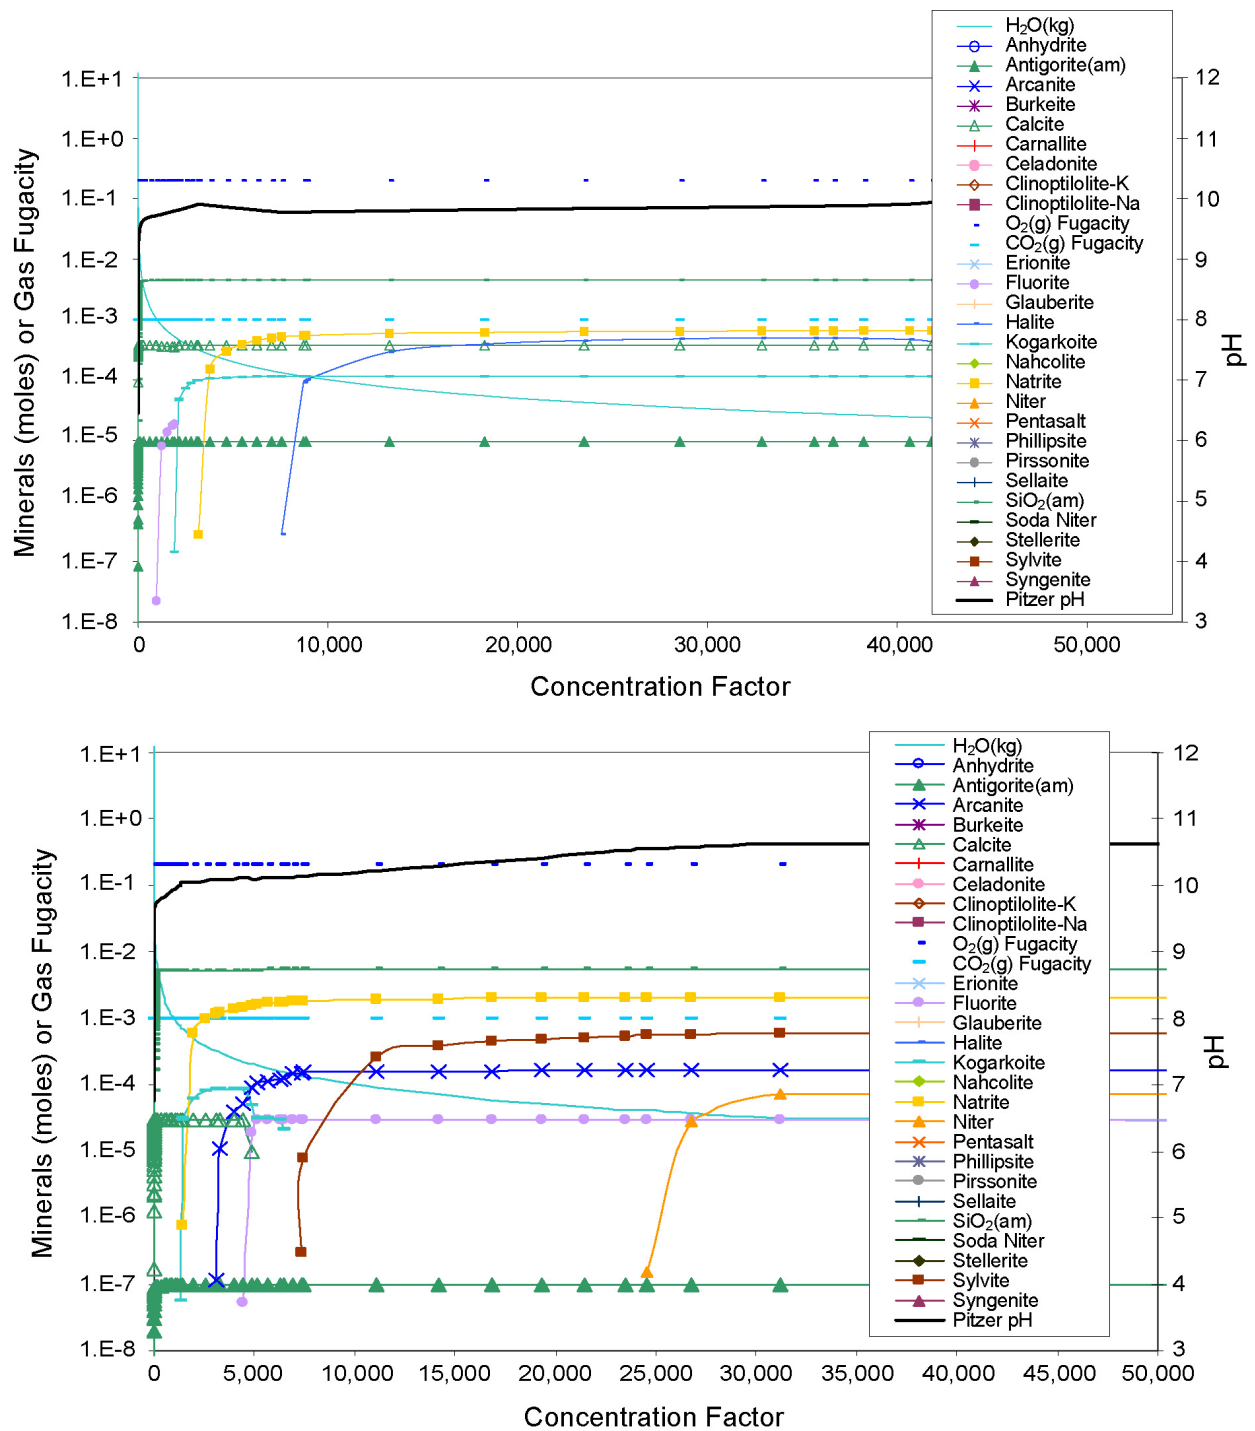 H₂O(kg)
Anhydrite
Antigorite(am)
Arcanite
Burkeite
Calcite
Carnallite
Celadonite
Clinoptilolite-K
Clinoptilolite-Na
O₂(g) Fugacity
CO₂(g) Fugacity
Erionite
Fluorite
Glauberite
Halite
Kogarkoite
Nahcolite
Natrite
Niter
Pentasalt
Phillipsite
Pirssonite
Sellaite
SiO₂(am)
Soda Niter
Stellerite
Sylvite
Syngenite
Pitzer pH
Minerals (moles) or Gas Fugacity
1.E+1
1.E+0
1.E-1
1.E-2
1.E-3
1.E-4
1.E-5
1.E-6
1.E-7
1.E-8
12
11
10
9
8
7
6
5
4
3
pH
0 10,000 20,000 30,000 40,000 50,000
Concentration Factor
H₂O(kg)
Anhydrite
Antigorite(am)
Arcanite
Burkeite
Calcite
Carnallite
Celadonite
Clinoptilolite-K
Clinoptilolite-Na
O₂(g) Fugacity
CO₂(g) Fugacity
Erionite
Fluorite
Glauberite
Halite
Kogarkoite
Nahcolite
Natrite
Niter
Pentasalt
Phillipsite
Pirssonite
Sellaite
SiO₂(am)
Soda Niter
Stellerite
Sylvite
Syngenite
Pitzer pH
Minerals (moles) or Gas Fugacity
1.E+1
1.E+0
1.E-1
1.E-2
1.E-3
1.E-4
1.E-5
1.E-6
1.E-7
1.E-8
12
11
10
9
8
7
6
5
4
3
pH
0 5,000 10,000 15,000 20,000 25,000 30,000 35,000 40,000 45,000 50,000
Concentration Factor